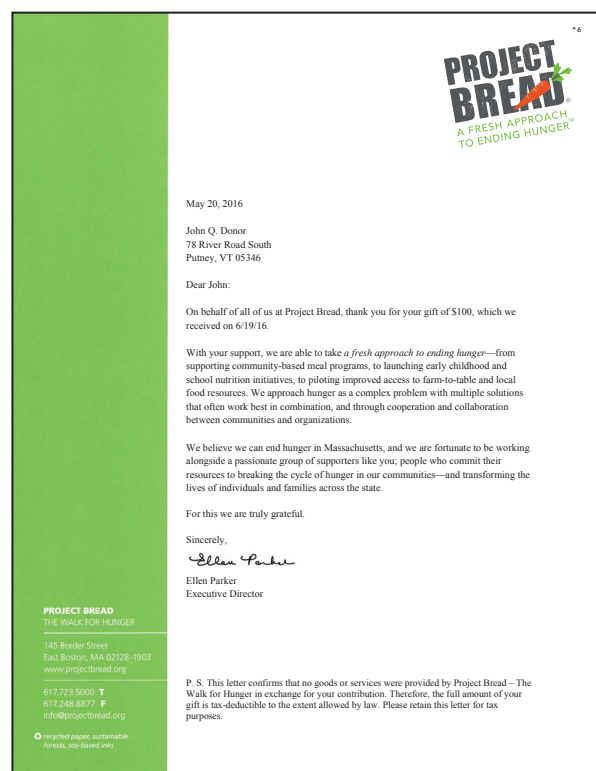 ^6
PROJECT
BREAD®
A FRESH APPROACH
TO ENDING HUNGER™
May 20, 2016
John Q. Donor
78 River Road South
Putney, VT 05346
Dear John:
On behalf of all of us at Project Bread, thank you for your gift of $100, which we
received on 6/19/16.
With your support, we are able to take a fresh approach to ending hunger—from
supporting community-based meal programs, to launching early childhood and
school nutrition initiatives, to piloting improved access to farm-to-table and local
food resources. We approach hunger as a complex problem with multiple solutions
that often work best in combination, and through cooperation and collaboration
between communities and organizations.
We believe we can end hunger in Massachusetts, and we are fortunate to be working
alongside a passionate group of supporters like you; people who commit their
resources to breaking the cycle of hunger in our communities—and transforming the
lives of individuals and families across the state.
For this we are truly grateful.
Sincerely,
Ellen Parker
Ellen Parker
Executive Director
PROJECT BREAD
THE WALK FOR HUNGER
145 Border Street
East Boston, MA 02128-1903
www.projectbread.org
617.723.5000 T
617.248.8877 F
info@projectbread.org
recycled paper, sustainable
forests, soy-based inks
P. S. This letter confirms that no goods or services were provided by Project Bread – The
Walk for Hunger in exchange for your contribution. Therefore, the full amount of your
gift is tax-deductible to the extent allowed by law. Please retain this letter for tax
purposes.